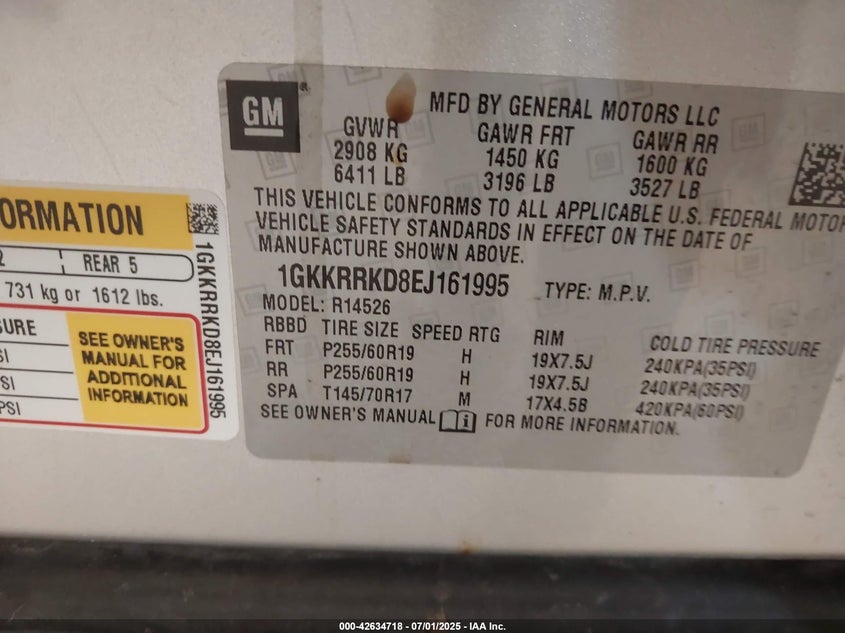 ORMATION
2 REAR 5
731 kg or 1612 lbs.
SURE
SI
SI
PSI
SEE OWNER'S
MANUAL FOR
ADDITIONAL
INFORMATION
1GKKRRKD8EJ161995
GM
MFD BY GENERAL MOTORS LLC
GVWR GAWR FRT GAWR RR
2908 KG 1450 KG 1600 KG
6411 LB 3196 LB 3527 LB
THIS VEHICLE CONFORMS TO ALL APPLICABLE U.S. FEDERAL MOTOR
VEHICLE SAFETY STANDARDS IN EFFECT ON THE DATE OF
MANUFACTURE SHOWN ABOVE.
1GKKRRKD8EJ161995 TYPE: M.P.V.
MODEL: R14526
RBBD TIRE SIZE SPEED RTG RIM COLD TIRE PRESSURE
FRT P255/60R19 H 19X7.5J 240KPA(35PSI)
RR P255/60R19 H 19X7.5J 240KPA(35PSI)
SPA T145/70R17 M 17X4.5B 420KPA(60PSI)
SEE OWNER'S MANUAL i FOR MORE INFORMATION.
000-42634718 - 07/01/2025 - IAA Inc.